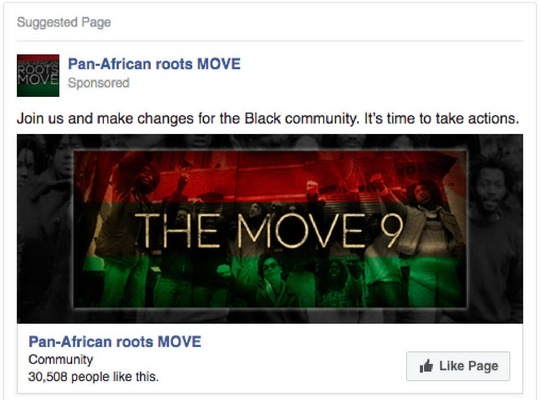 Suggested Page
ROOTS
MOVE
Pan-African roots MOVE
Sponsored
Join us and make changes for the Black community. It's time to take actions.
THE MOVE 9
Pan-African roots MOVE
Community
30,508 people like this.
Like Page